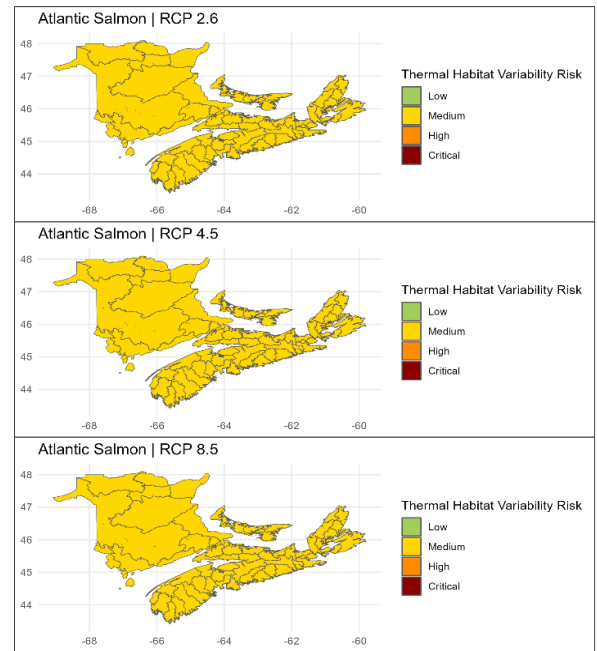 Atlantic Salmon | RCP 2.6
48
47
46
45
44
-68
-66
-64
-62
-60
Thermal Habitat Variability Risk
Low
Medium
High
Critical
Atlantic Salmon | RCP 4.5
48
47
46
45
44
-68
-66
-64
-62
-60
Thermal Habitat Variability Risk
Low
Medium
High
Critical
Atlantic Salmon | RCP 8.5
48
47
46
45
44
-68
-66
-64
-62
-60
Thermal Habitat Variability Risk
Low
Medium
High
Critical